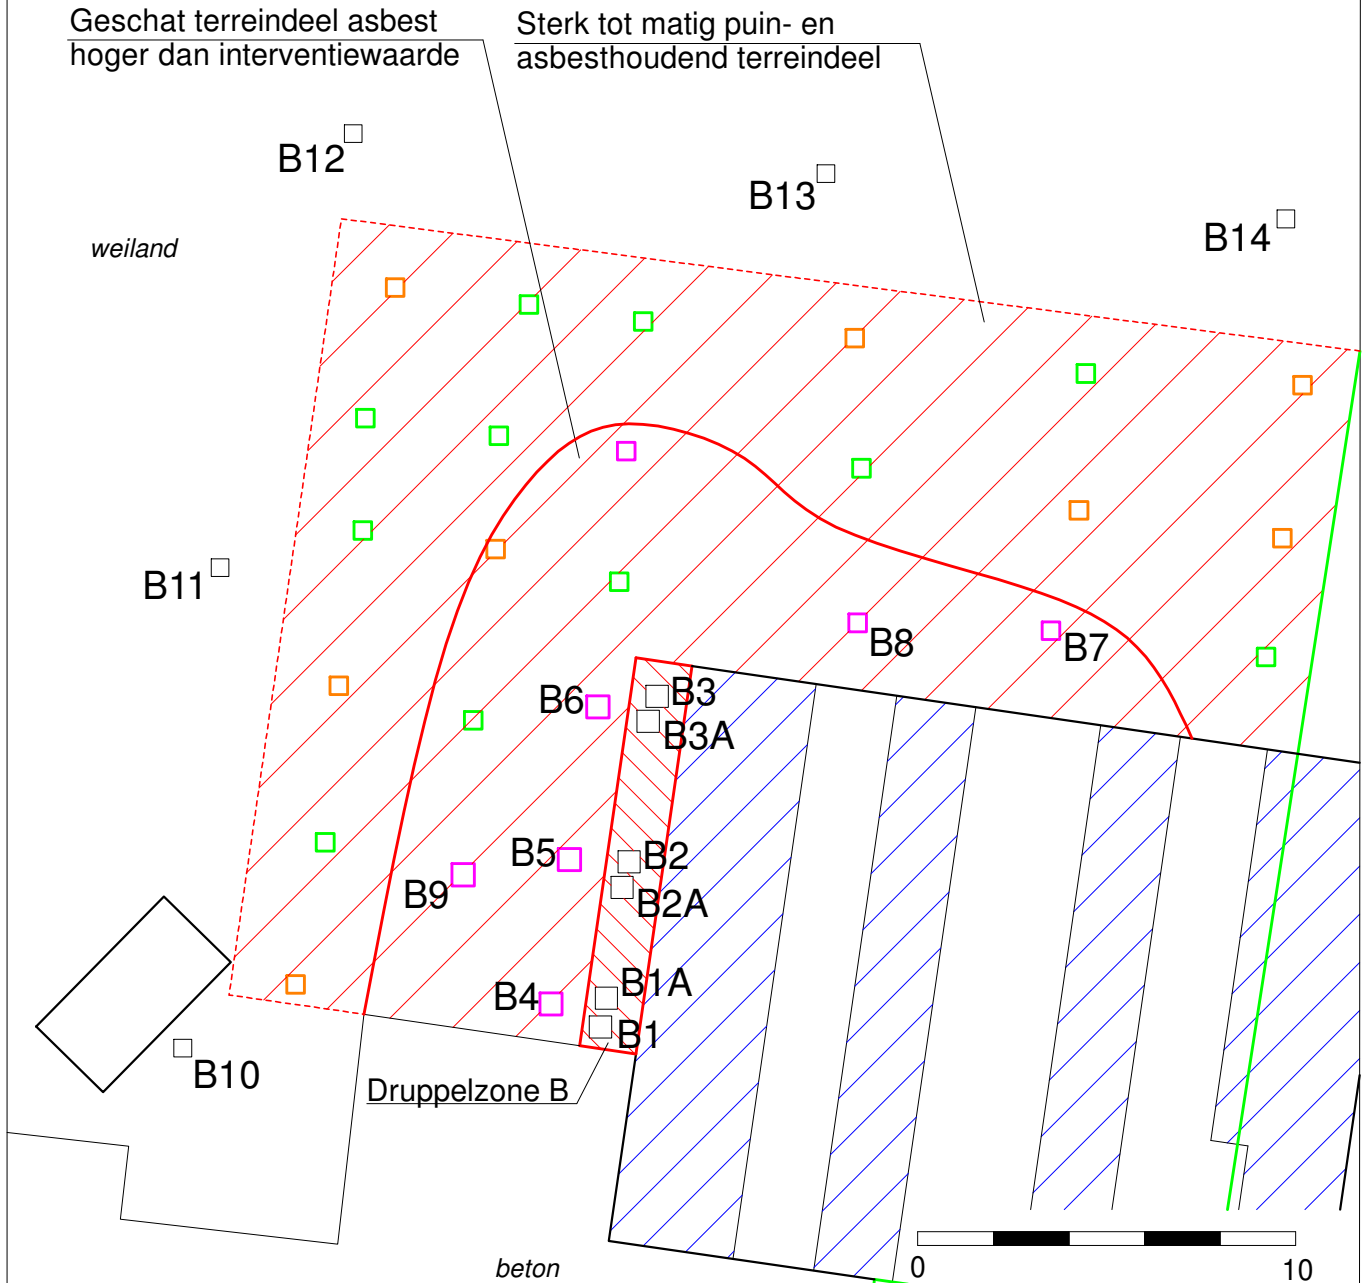 Geschat terreindeel asbest
hoger dan interventiewaarde
Sterk tot matig puin- en
asbesthoudend terreindeel
B12
B13
B14
weiland
B11
B8
B7
B6
B3
B3A
B5
B2
B9
B2A
B4
B1A
B1
B10
Druppelzone B
beton
0
10